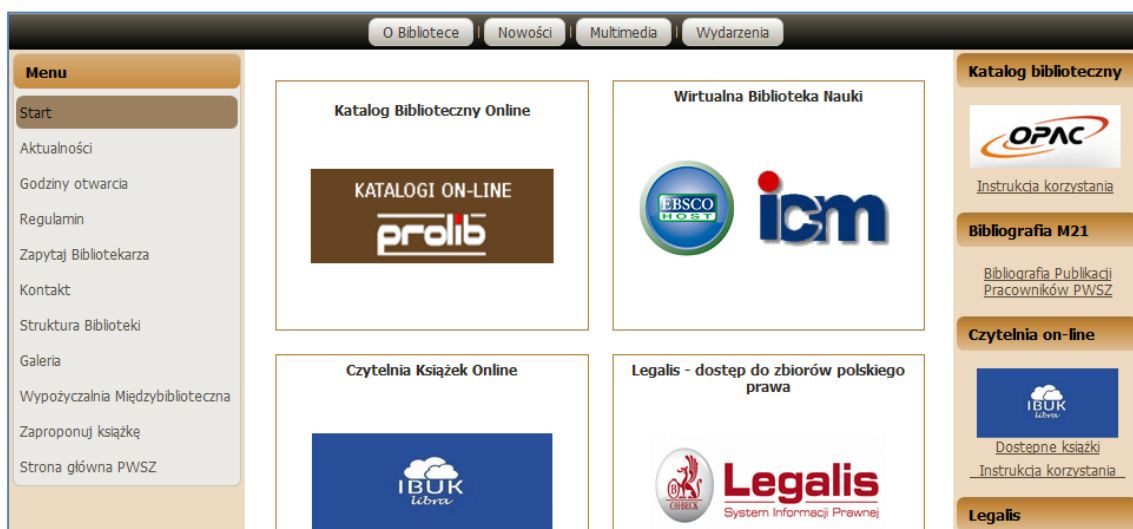 O Bibliotece
Nowości
Multimedia
Wydarzenia
Menu
Start
Aktualności
Godziny otwarcia
Regulamin
Zapytaj Bibliotekarza
Kontakt
Struktura Biblioteki
Galeria
Wypożyczalnia Międzybiblioteczna
Zaproponuj książkę
Strona główna PWSZ
Katalog Biblioteczny Online
KATALOGI ON-LINE
prolib
Wirtualna Biblioteka Nauki
EBSCO
HOST
icm
Czytelnia Książek Online
IBUK
libra
Legalis - dostęp do zbiorów polskiego
prawa
C·H·BECK
Legalis
System Informacji Prawnej
Katalog biblioteczny
OPAC
Instrukcja korzystania
Bibliografia M21
Bibliografia Publikacji
Pracowników PWSZ
Czytelnia on-line
IBUK
libra
Dostępne książki
Instrukcja korzystania
Legalis